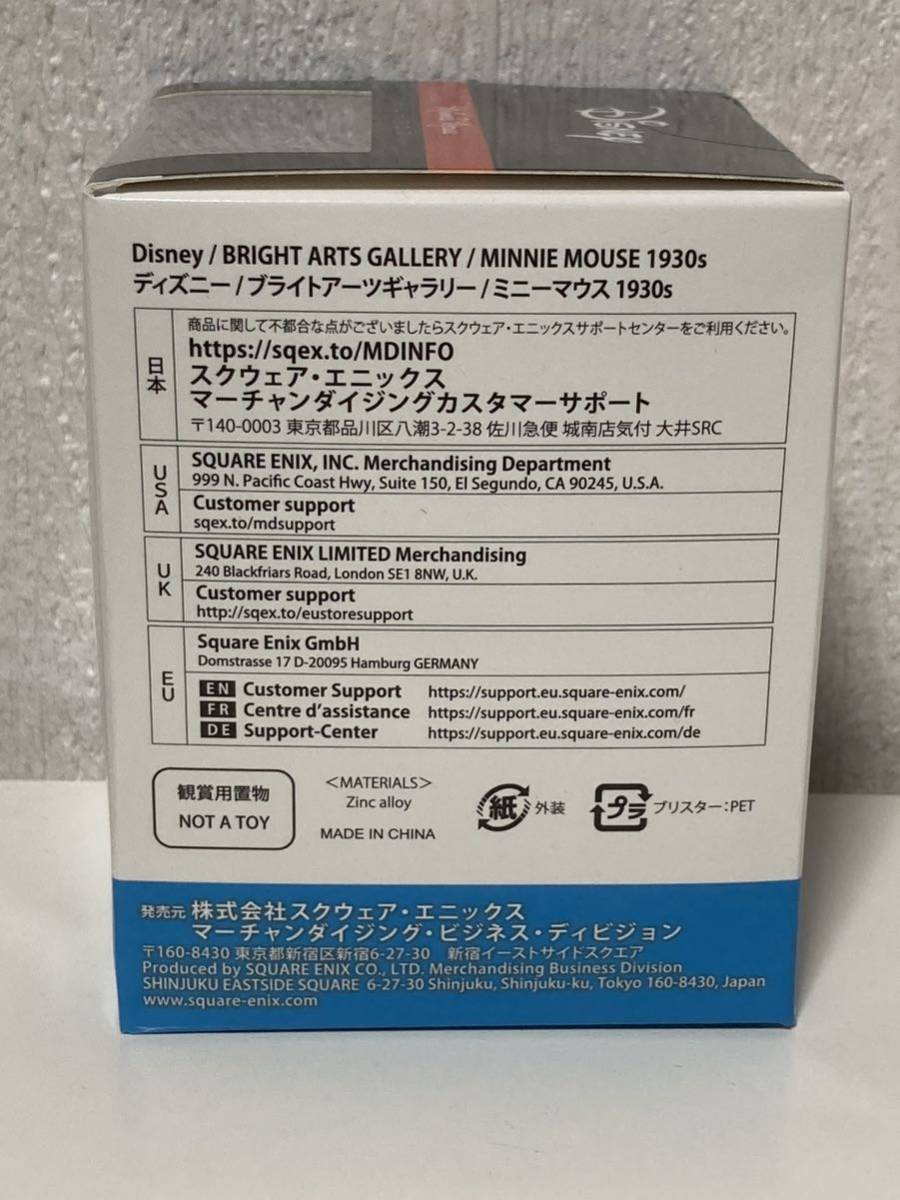 Disney
Disney / BRIGHT ARTS GALLERY / MINNIE MOUSE 1930s
ディズニー / ブライトアーツギャラリー / ミニーマウス 1930s
日本
商品に関して不都合な点がございましたらスクウェア・エニックスサポートセンターをご利用ください。
https://sqex.to/MDINFO
スクウェア・エニックス
マーチャンダイジングカスタマーサポート
〒140-0003 東京都品川区八潮3-2-38 佐川急便 城南店気付 大井SRC
USA
SQUARE ENIX, INC. Merchandising Department
999 N. Pacific Coast Hwy, Suite 150, El Segundo, CA 90245, U.S.A.
Customer support
sqex.to/mdsupport
UK
SQUARE ENIX LIMITED Merchandising
240 Blackfriars Road, London SE1 8NW, U.K.
Customer support
http://sqex.to/eustoresupport
EU
Square Enix GmbH
Domstrasse 17 D-20095 Hamburg GERMANY
EN Customer Support https://support.eu.square-enix.com/
FR Centre d'assistance https://support.eu.square-enix.com/fr
DE Support-Center https://support.eu.square-enix.com/de
観賞用置物
NOT A TOY
<MATERIALS>
Zinc alloy
MADE IN CHINA
紙 外装
プラ ブリスター:PET
発売元 株式会社スクウェア・エニックス
マーチャンダイジング・ビジネス・ディビジョン
〒160-8430 東京都新宿区新宿6-27-30 新宿イーストサイドスクエア
Produced by SQUARE ENIX CO., LTD. Merchandising Business Division
SHINJUKU EASTSIDE SQUARE 6-27-30 Shinjuku, Shinjuku-ku, Tokyo 160-8430, Japan
www.square-enix.com